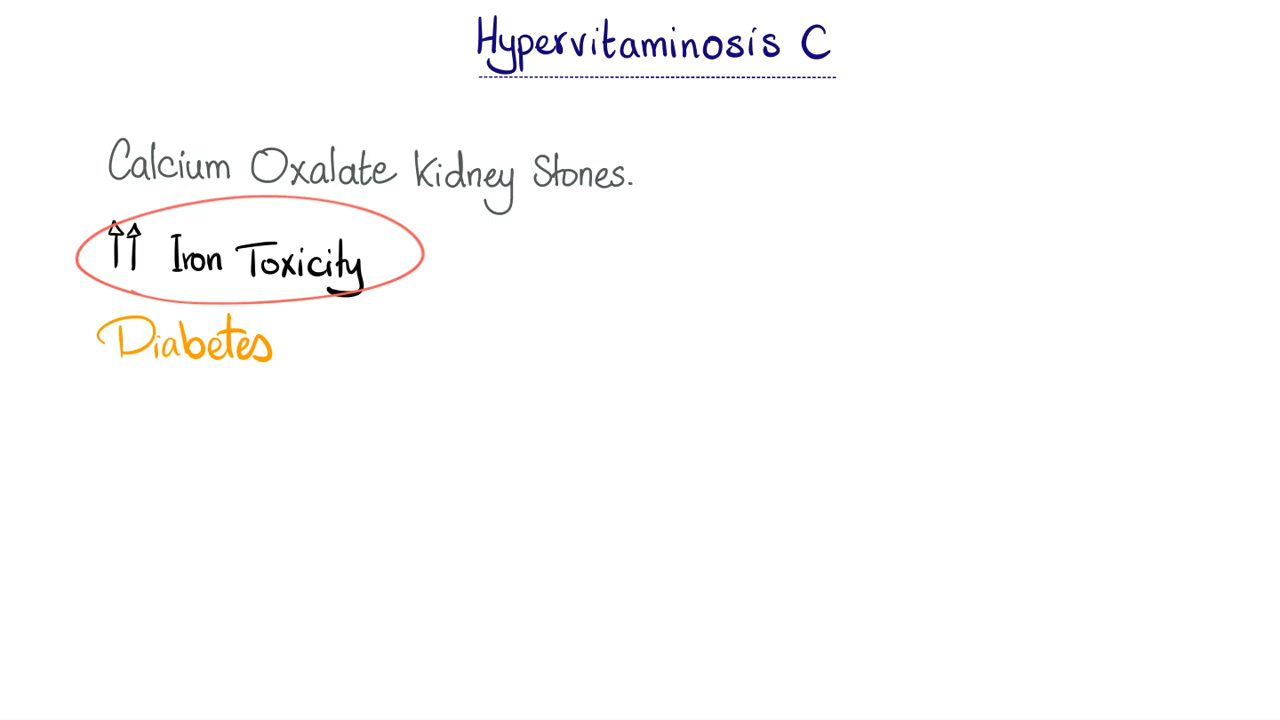 Hypervitaminosis C
Calcium Oxalate Kidney Stones.
↑↑ Iron Toxicity
Diabetes